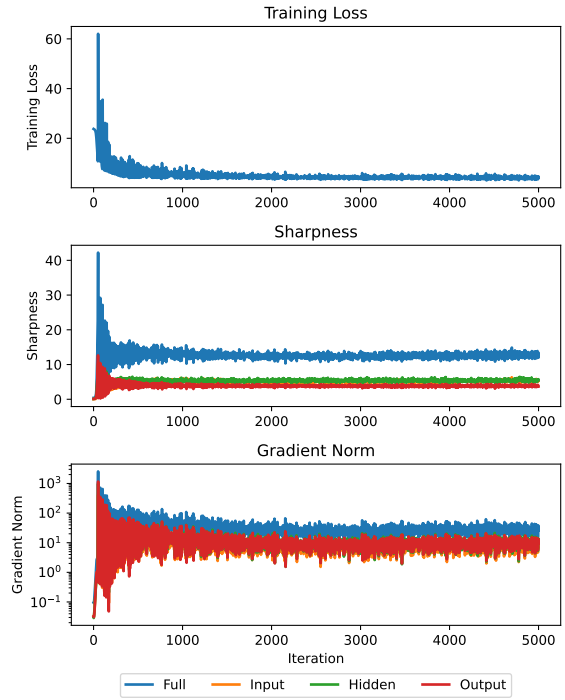 Training Loss
Training Loss
60
40
20
0 1000 2000 3000 4000 5000
Sharpness
Sharpness
40
30
20
10
0
0 1000 2000 3000 4000 5000
Gradient Norm
Gradient Norm
10³
10²
10¹
10⁰
10⁻¹
0 1000 2000 3000 4000 5000
Iteration
Full Input Hidden Output